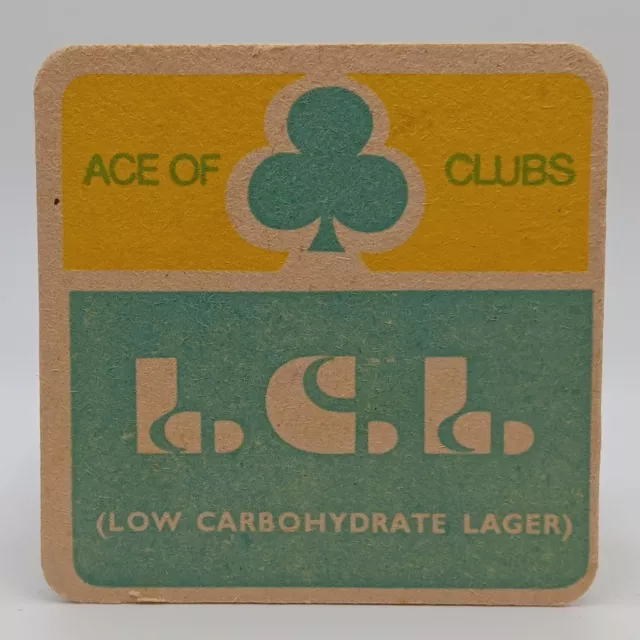 ACE OF CLUBS
L.C.L.
(LOW CARBOHYDRATE LAGER)